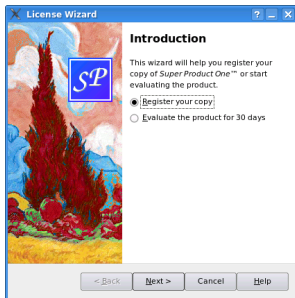 License Wizard
Introduction
SP
This wizard will help you register your
copy of Super Product One™ or start
evaluating the product.
Register your copy
Evaluate the product for 30 days
< Back
Next >
Cancel
Help